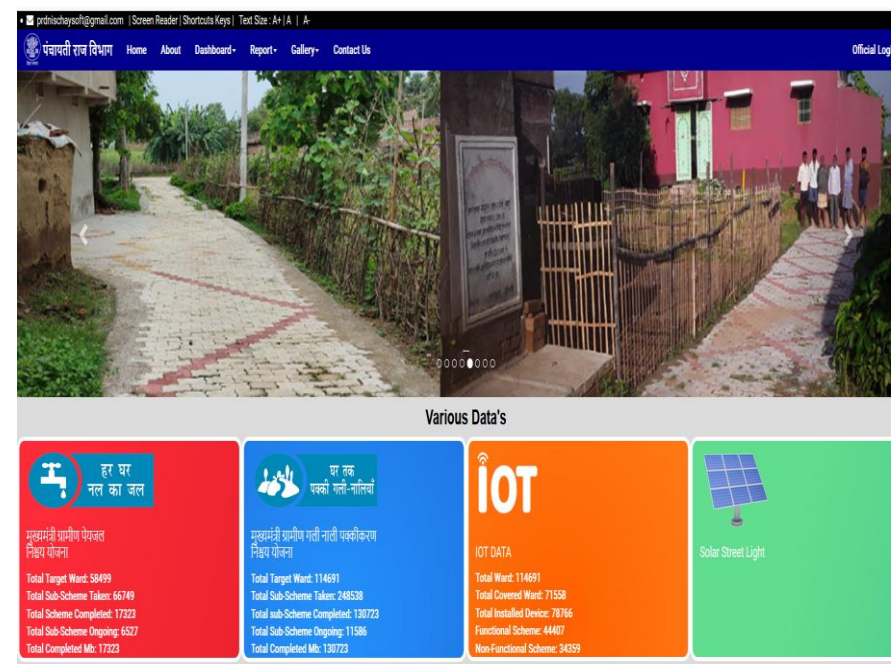 prdnischaysoft@gmail.com | Screen Reader | Shortcuts Keys | Text Size : A+ | A | A-
पंचायती राज विभाग Home About Dashboard Report Gallery Contact Us Official Logi
Various Data's
हर घर
नल का जल
मुख्यमंत्री ग्रामीण पेयजल
निश्चय योजना
Total Target Ward: 58499
Total Sub-Scheme Taken: 66749
Total Scheme Completed: 17323
Total Sub-Scheme Ongoing: 6527
Total Completed Mb: 17323
घर तक
पक्की गली-नालियाँ
मुख्यमंत्री ग्रामीण गली नाली पक्कीकरण
निश्चय योजना
Total Target Ward: 114691
Total Sub-Scheme Taken: 248538
Total sub-Scheme Completed: 130723
Total Sub-Scheme Ongoing: 11586
Total Completed Mb: 130723
IOT
IOT DATA
Total Ward: 114691
Total Covered Ward: 71558
Total Installed Device: 78766
Functional Scheme: 44407
Non-Functional Scheme: 34359
Solar Street Light